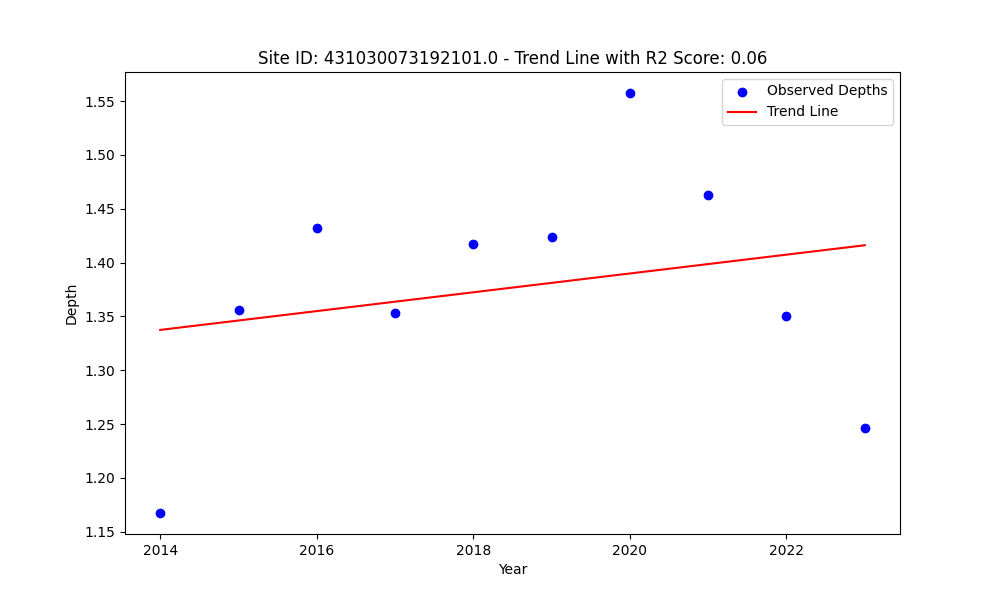 Site ID: 431030073192101.0 - Trend Line with R2 Score: 0.06
Observed Depths
Trend Line
1.55
1.50
1.45
1.40
1.35
1.30
1.25
1.20
1.15
Depth
2014 2016 2018 2020 2022
Year